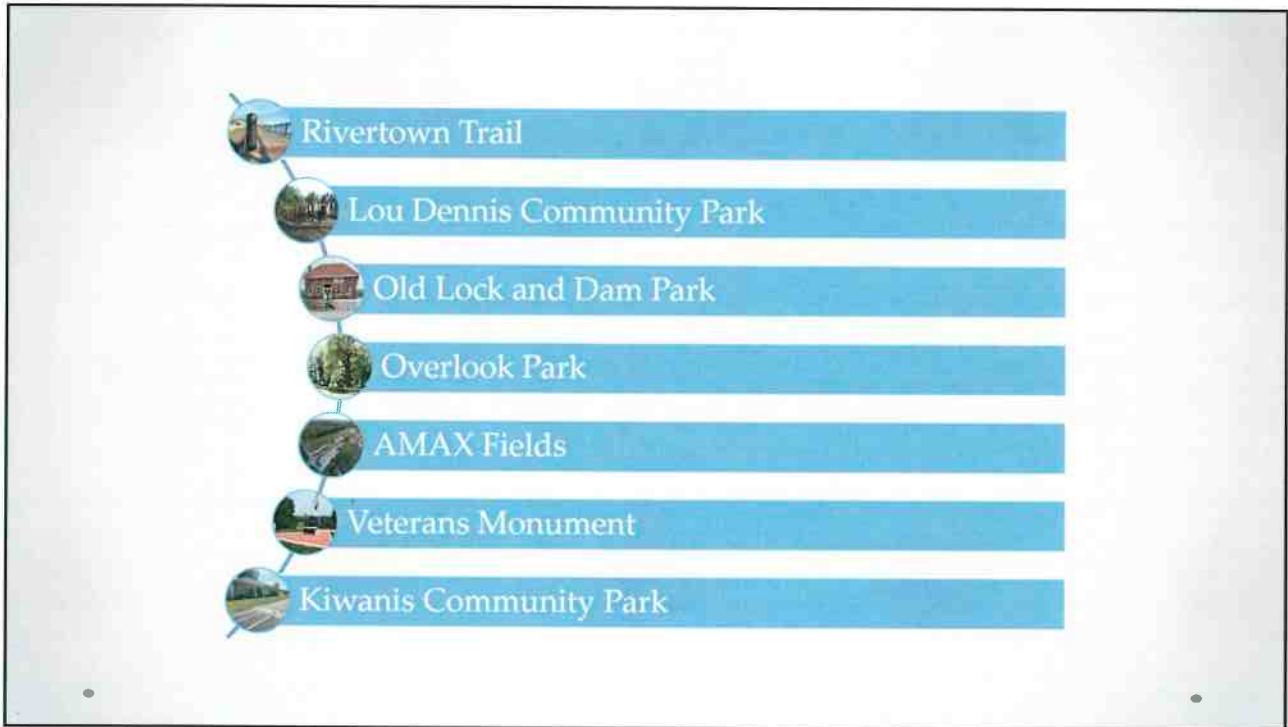 Rivertown Trail
Lou Dennis Community Park
Old Lock and Dam Park
Overlook Park
AMAX Fields
Veterans Monument
Kiwanis Community Park